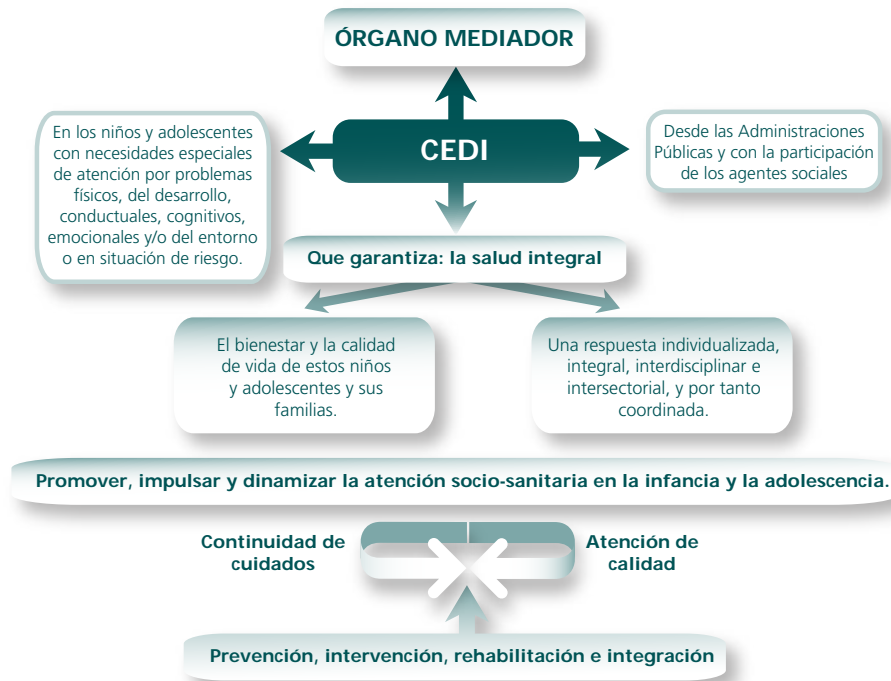 ÓRGANO MEDIADOR
CEDI
En los niños y adolescentes
con necesidades especiales
de atención por problemas
físicos, del desarrollo,
conductuales, cognitivos,
emocionales y/o del entorno
o en situación de riesgo.
Desde las Administraciones
Públicas y con la participación
de los agentes sociales
Que garantiza: la salud integral
El bienestar y la calidad
de vida de estos niños
y adolescentes y sus
familias.
Una respuesta individualizada,
integral, interdisciplinar e
intersectorial, y por tanto
coordinada.
Promover, impulsar y dinamizar la atención socio-sanitaria en la infancia y la adolescencia.
Continuidad de
cuidados
Atención de
calidad
Prevención, intervención, rehabilitación e integración